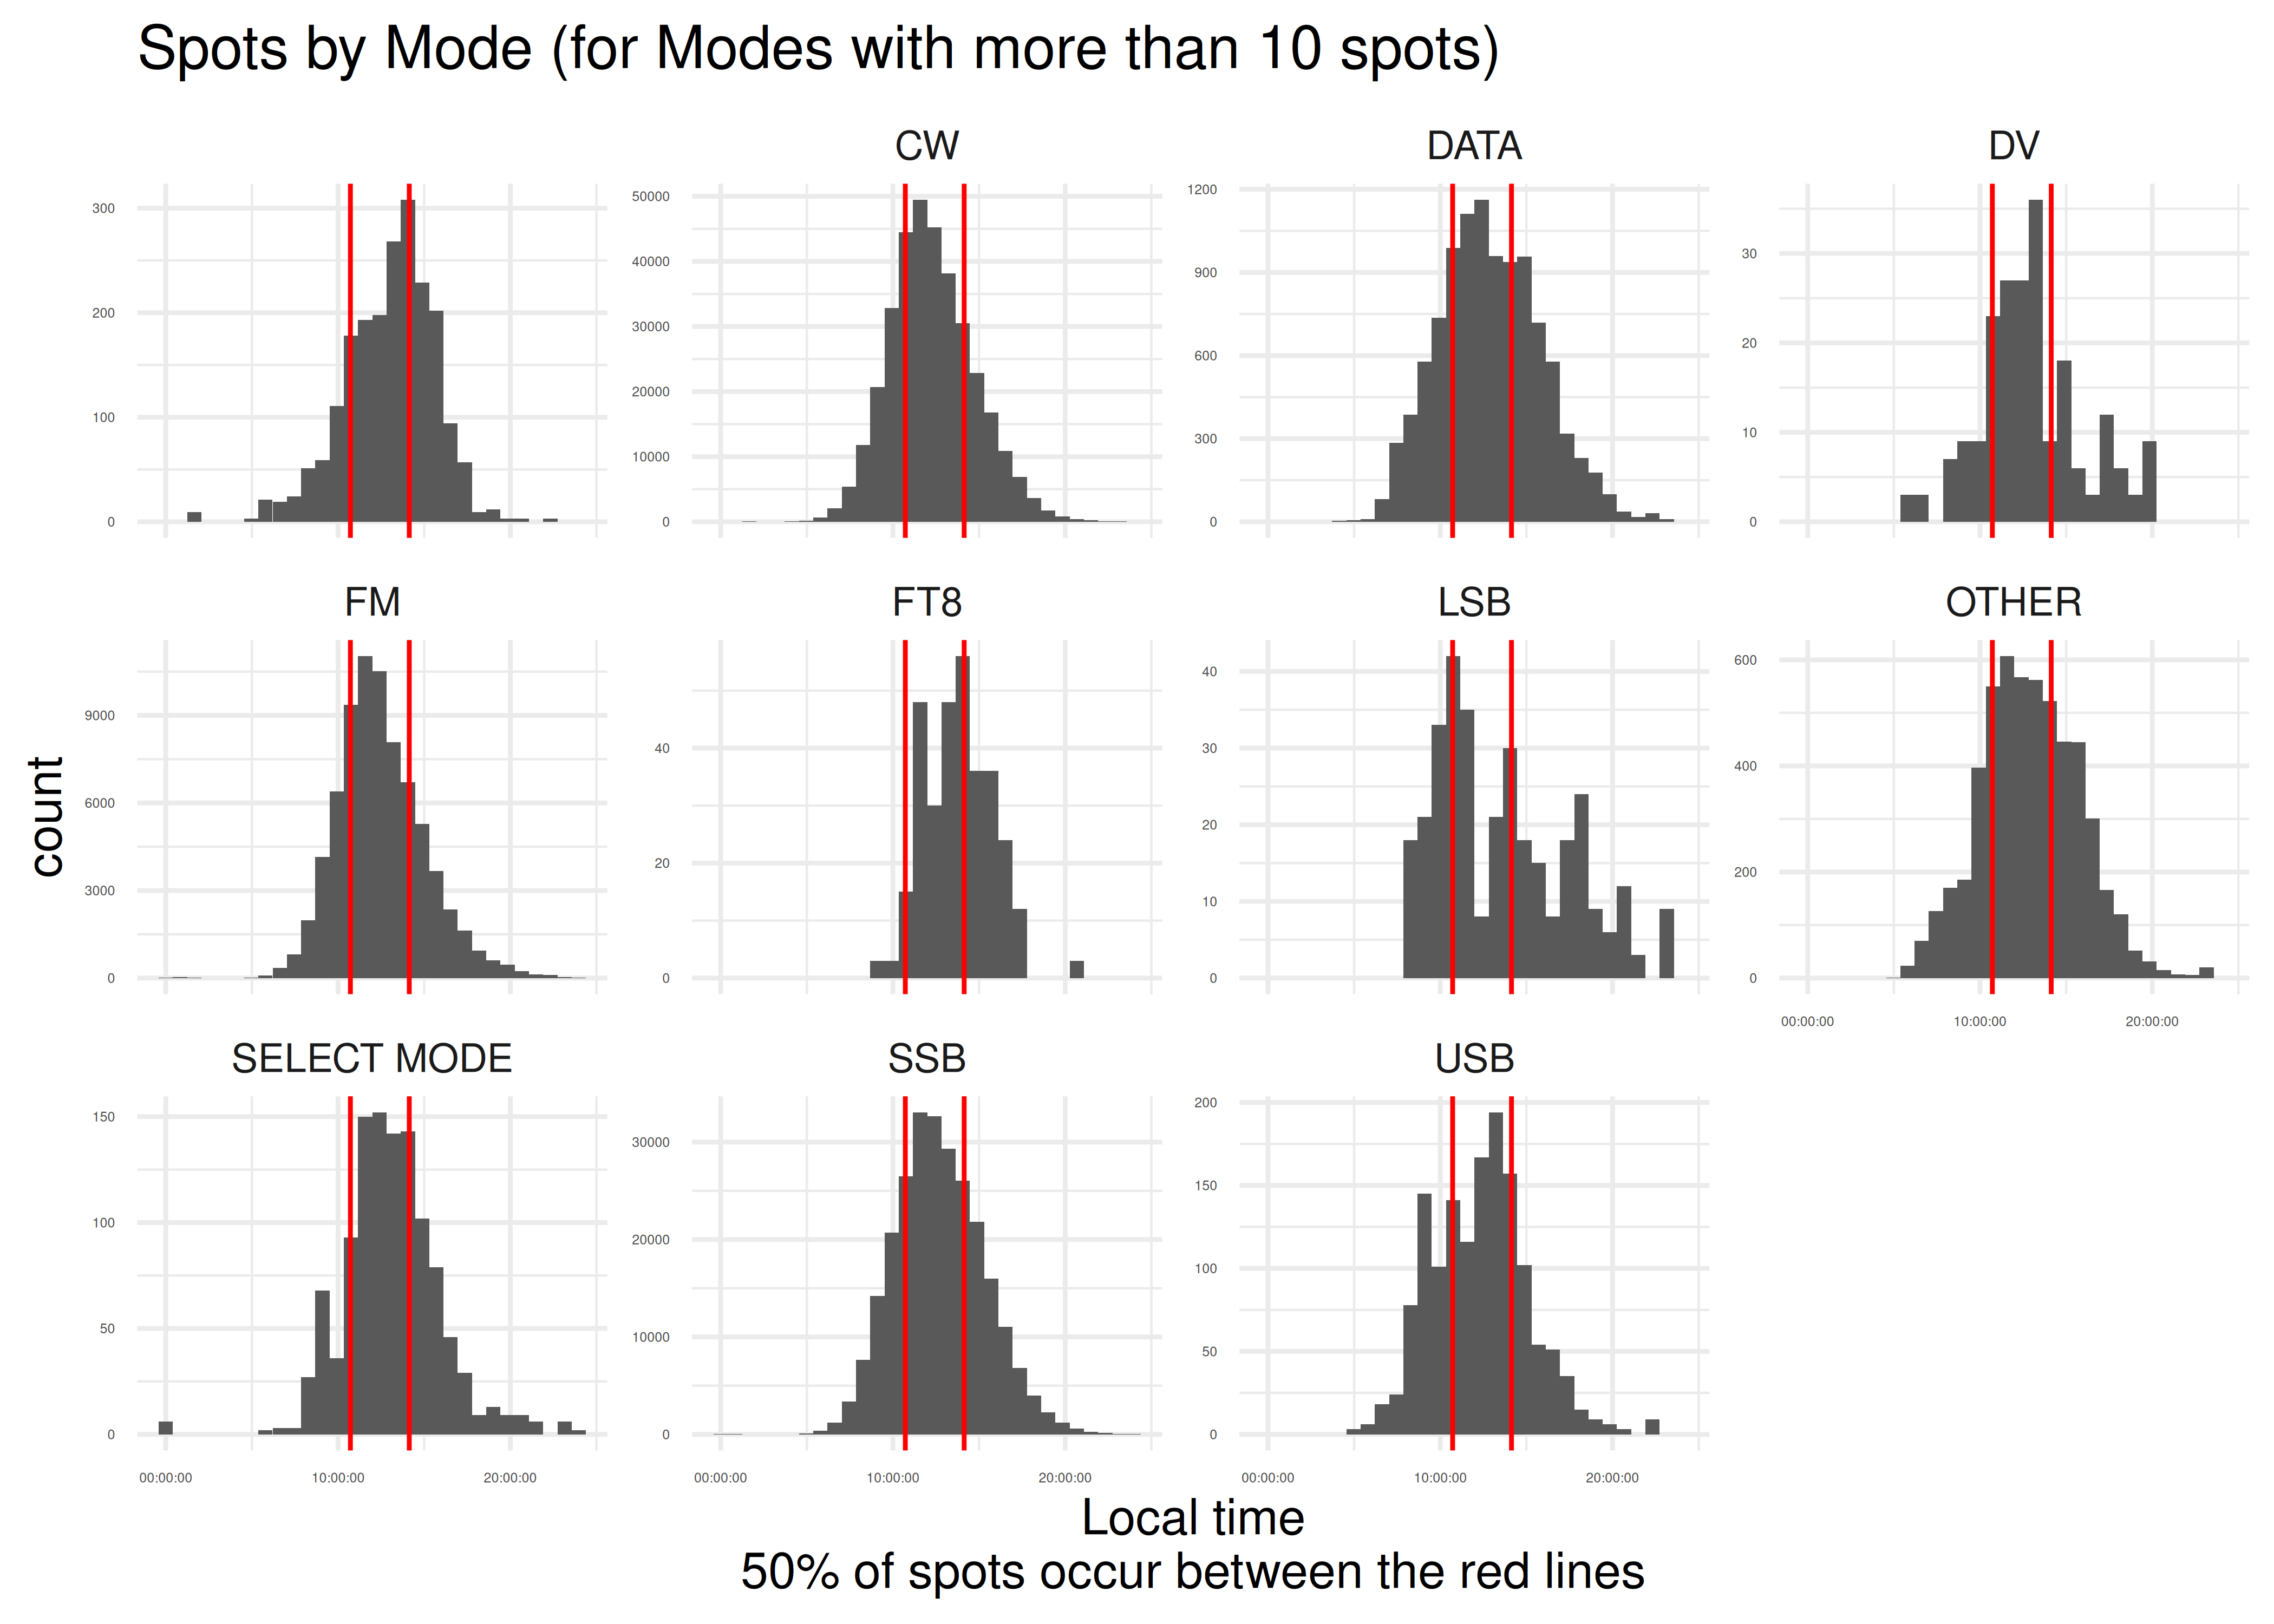 Spots by Mode (for Modes with more than 10 spots)
CW
DATA
DV
300
200
100
0
50000
40000
30000
20000
10000
0
1200
900
600
300
0
30
20
10
0
FM
FT8
LSB
OTHER
count
9000
6000
3000
0
40
20
0
40
30
20
10
0
600
400
200
0
00:00:00 10:00:00 20:00:00
SELECT MODE
SSB
USB
150
100
50
0
30000
20000
10000
0
200
150
100
50
0
00:00:00 10:00:00 20:00:00
00:00:00 10:00:00 20:00:00
00:00:00 10:00:00 20:00:00
Local time
50% of spots occur between the red lines